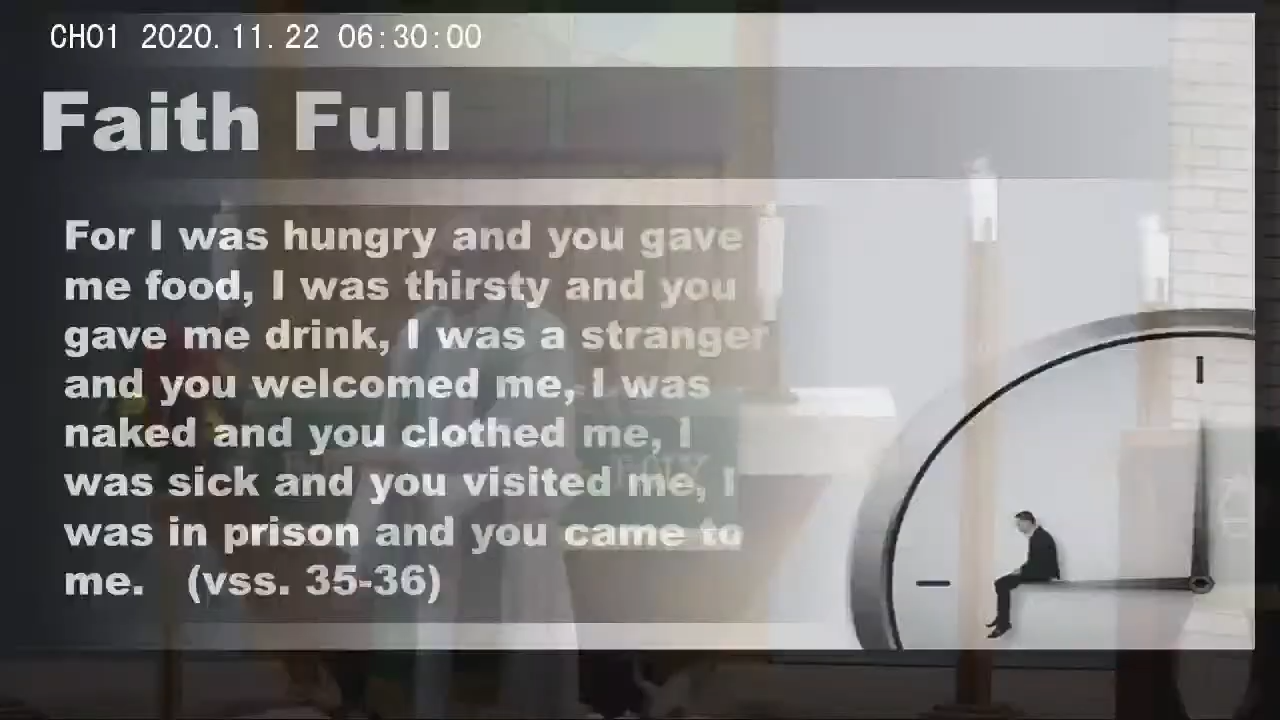 CH01 2020.11.22 06:30:00
Faith Full
For I was hungry and you gave
me food, I was thirsty and you
gave me drink, I was a stranger
and you welcomed me, I was
naked and you clothed me, I
was sick and you visited me, I
was in prison and you came to
me. (vss. 35-36)